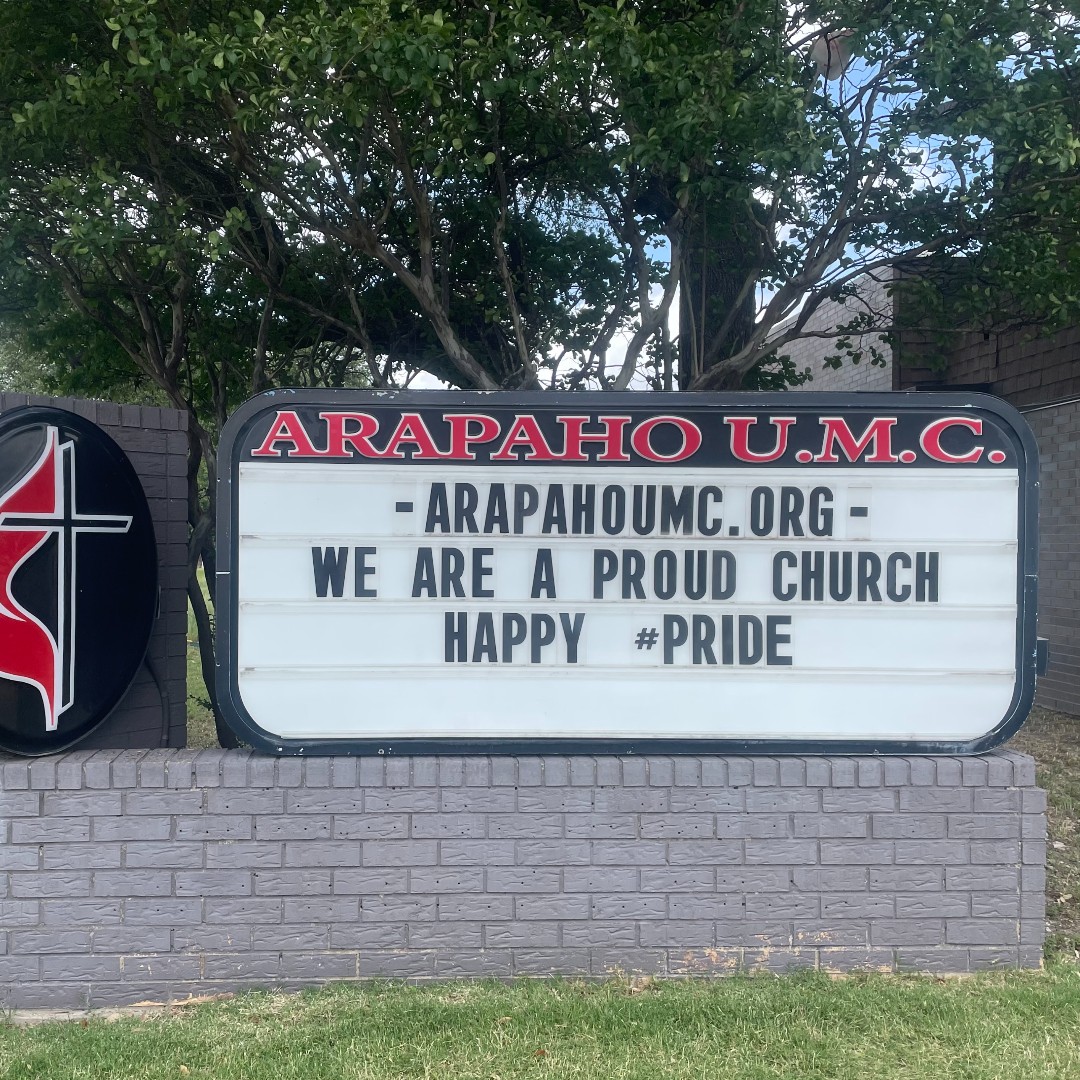 ARAPAHO U.M.C.
- ARAPAHOUMC.ORG -
WE ARE A PROUD CHURCH
HAPPY #PRIDE